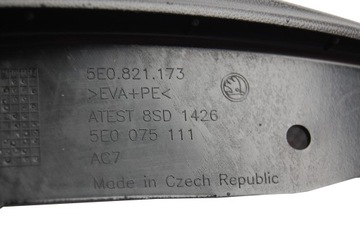 5E0.821.173
>EVA+PE<
ATEST 8SD 1426
5E0 075 111
AC7
Made in Czech Republic